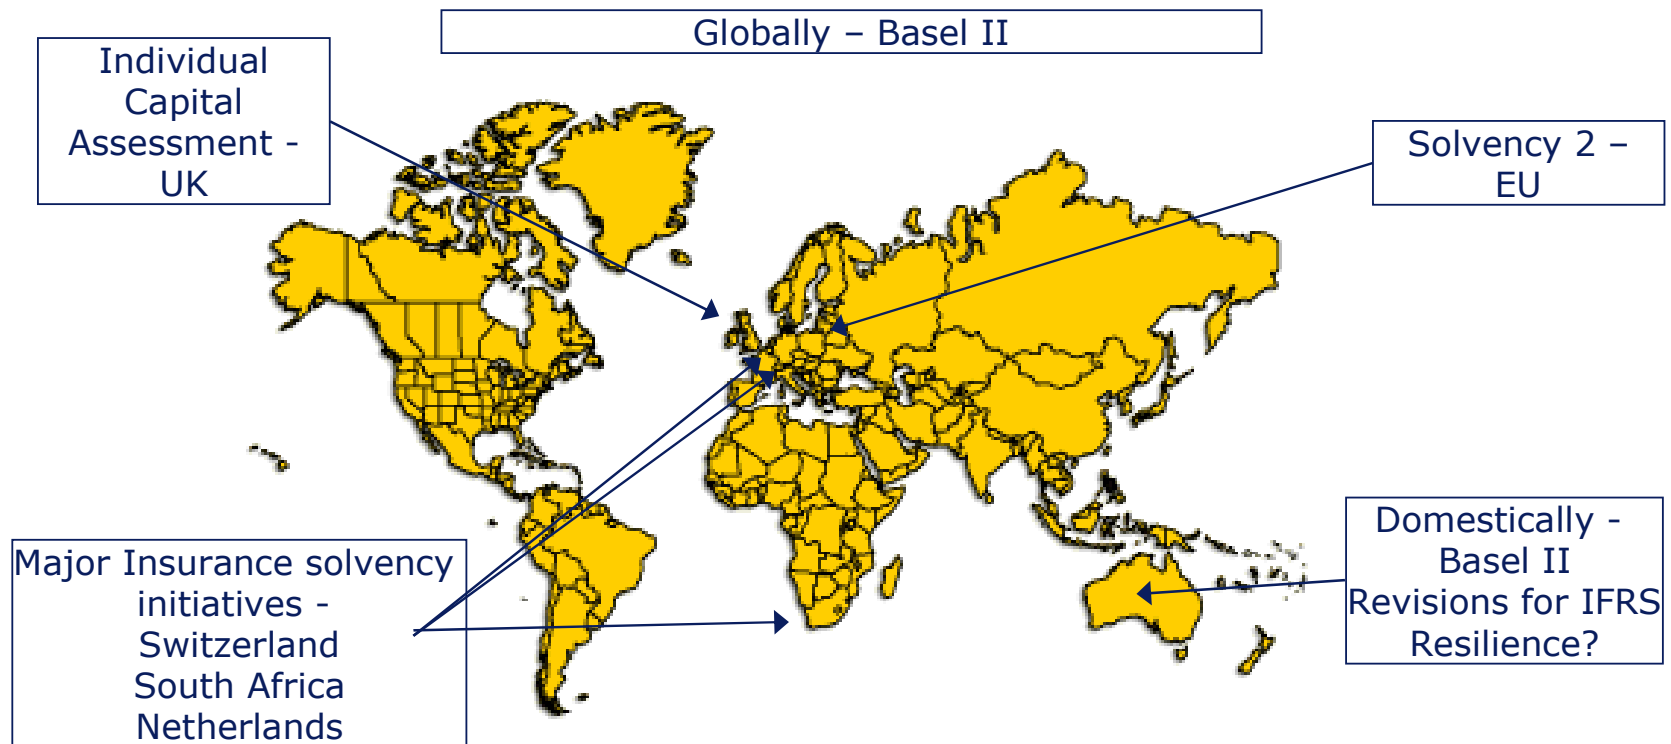 Globally – Basel II
Individual
Capital
Assessment -
UK
Solvency 2 –
EU
Major Insurance solvency
initiatives -
Switzerland
South Africa
Netherlands
Domestically -
Basel II
Revisions for IFRS
Resilience?